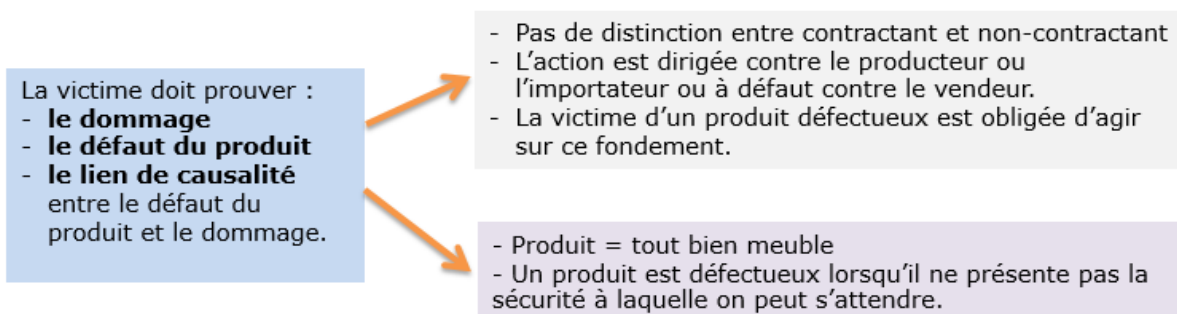 La victime doit prouver :
- le dommage
- le défaut du produit
- le lien de causalité
entre le défaut du
produit et le dommage.
- Pas de distinction entre contractant et non-contractant
- L’action est dirigée contre le producteur ou
l’importateur ou à défaut contre le vendeur.
- La victime d’un produit défectueux est obligée d’agir
sur ce fondement.
- Produit = tout bien meuble
- Un produit est défectueux lorsqu’il ne présente pas la
sécurité à laquelle on peut s’attendre.